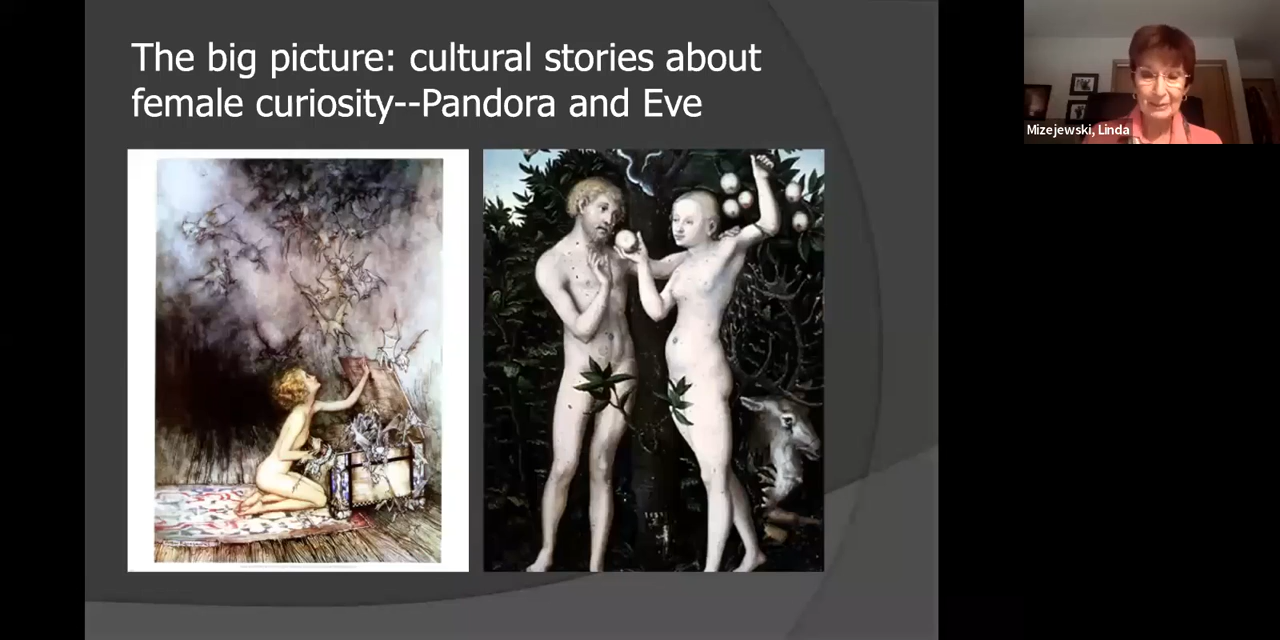 The big picture: cultural stories about
female curiosity--Pandora and Eve
Mizejewski, Linda